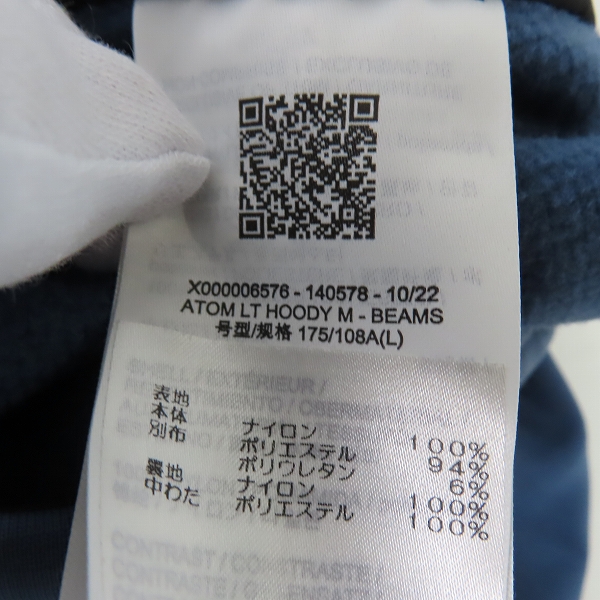 X000006576 - 140578 - 10/22
ATOM LT HOODY M - BEAMS
号型/规格 175/108A(L)
表地
本体 ナイロン 100%
別布 ポリエステル 94%
ポリウレタン 6%
裏地 ナイロン 100%
中わた ポリエステル 100%